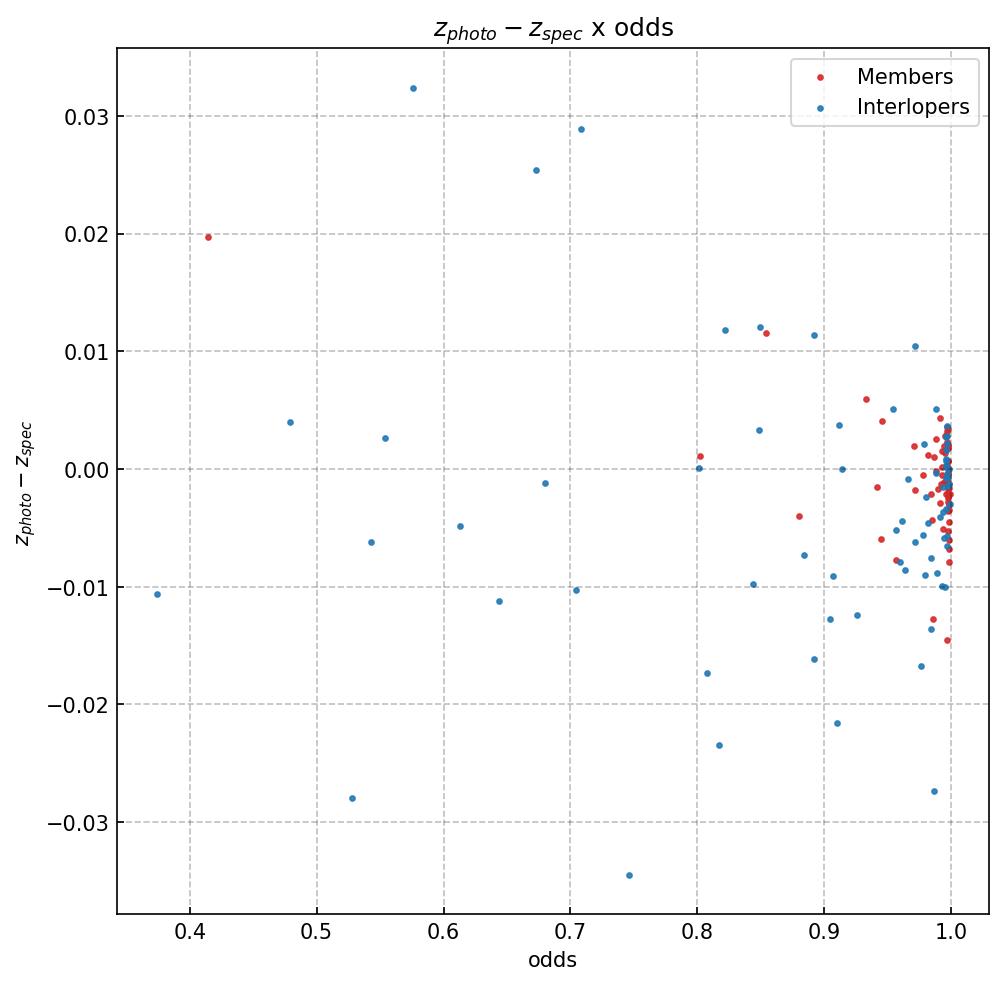 z_photo − z_spec x odds
Members
Interlopers
0.03
0.02
0.01
0.00
−0.01
−0.02
−0.03
z_photo − z_spec
0.4 0.5 0.6 0.7 0.8 0.9 1.0
odds